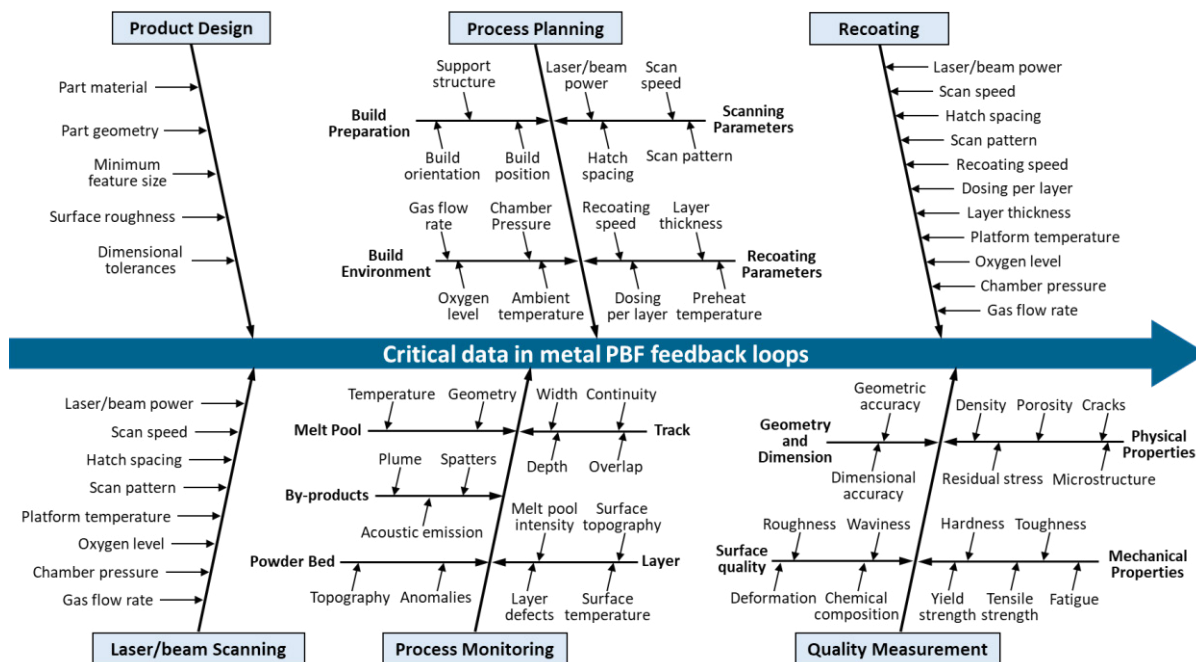 Product Design
Process Planning
Recoating
Part material
Part geometry
Minimum
feature size
Surface roughness
Dimensional
tolerances
Support
structure
Laser/beam
power
Scan
speed
Build
Preparation
Scanning
Parameters
Build
orientation
Build
position
Hatch
spacing
Scan pattern
Gas flow
rate
Chamber
Pressure
Recoating
speed
Layer
thickness
Build
Environment
Recoating
Parameters
Oxygen
level
Ambient
temperature
Dosing
per layer
Preheat
temperature
Laser/beam power
Scan speed
Hatch spacing
Scan pattern
Recoating speed
Dosing per layer
Layer thickness
Platform temperature
Oxygen level
Chamber pressure
Gas flow rate
Critical data in metal PBF feedback loops
Laser/beam power
Scan speed
Hatch spacing
Scan pattern
Platform temperature
Oxygen level
Chamber pressure
Gas flow rate
Temperature
Geometry
Width
Continuity
Melt Pool
Track
Depth
Overlap
Plume
Spatters
By-products
Acoustic emission
Melt pool
intensity
Surface
topography
Powder Bed
Layer
Topography
Anomalies
Layer
defects
Surface
temperature
Geometric
accuracy
Density
Porosity
Cracks
Geometry
and
Dimension
Physical
Properties
Dimensional
accuracy
Residual stress
Microstructure
Roughness
Waviness
Hardness
Toughness
Surface
quality
Mechanical
Properties
Deformation
Chemical
composition
Yield
strength
Tensile
strength
Fatigue
Laser/beam Scanning
Process Monitoring
Quality Measurement